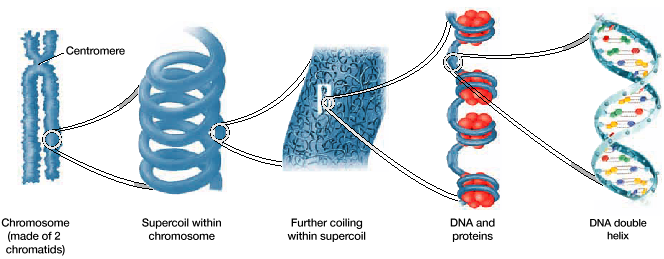 Centromere
Chromosome
(made of 2
chromatids)
Supercoil within
chromosome
Further coiling
within supercoil
DNA and
proteins
DNA double
helix